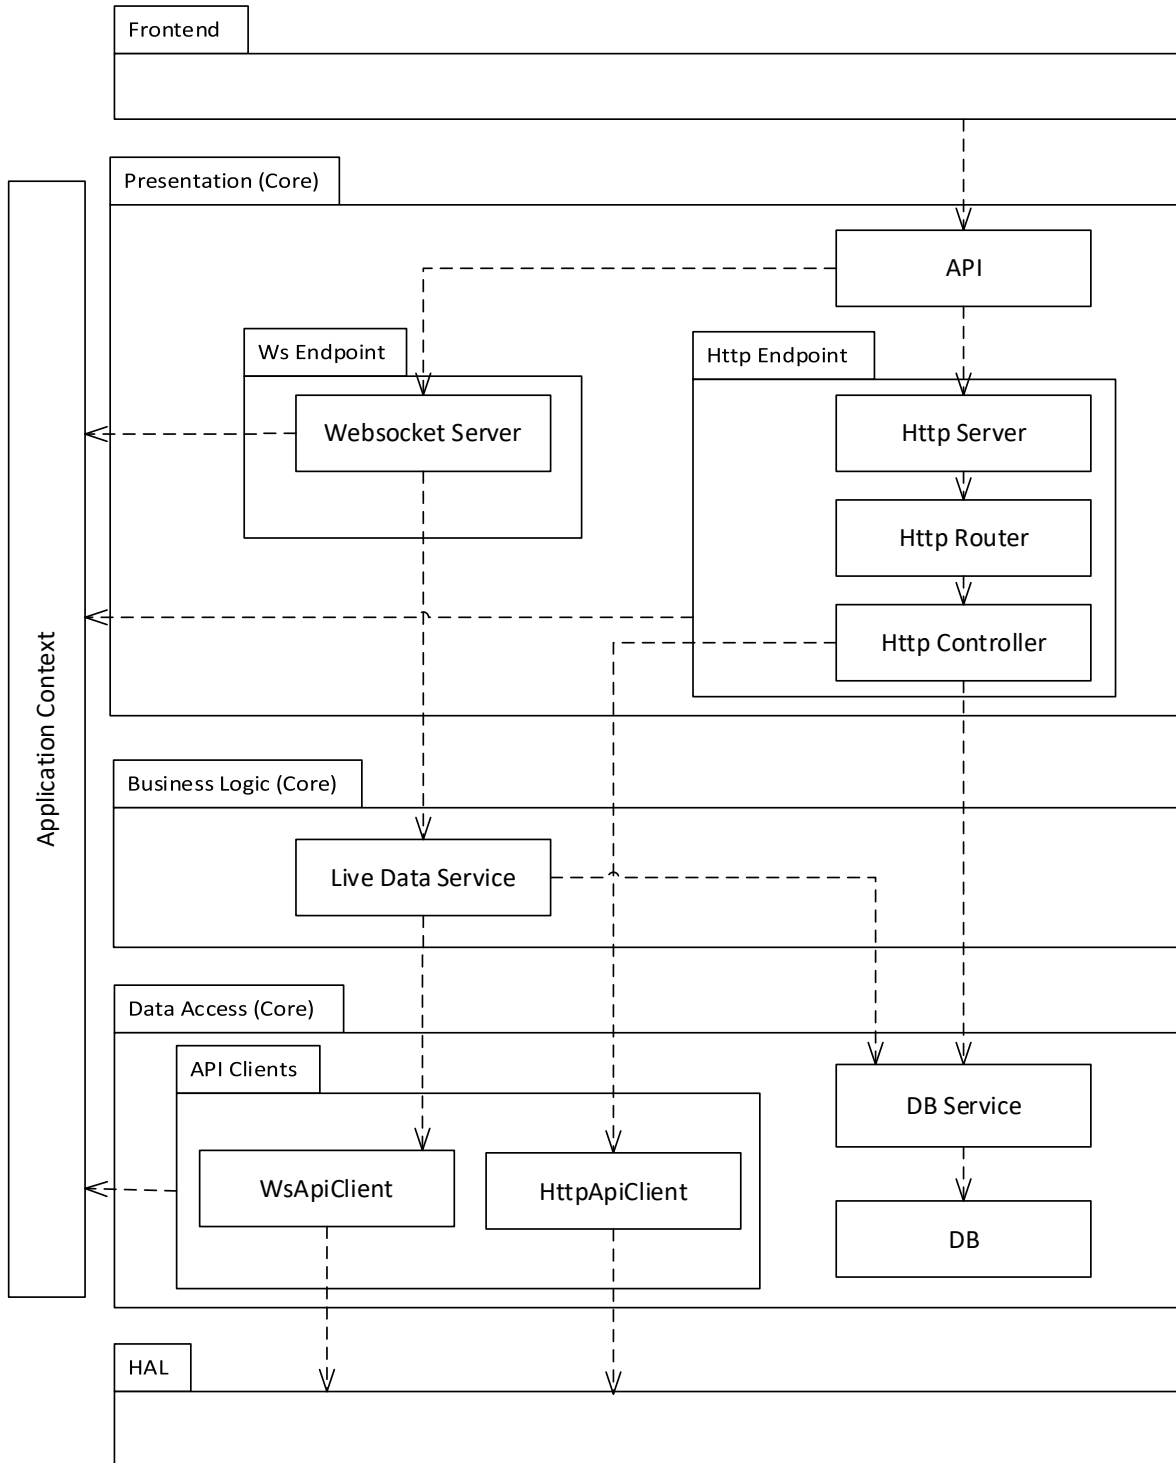 Frontend
Presentation (Core)
API
Ws Endpoint
Http Endpoint
Websocket Server
Http Server
Http Router
Http Controller
Application Context
Business Logic (Core)
Live Data Service
Data Access (Core)
API Clients
DB Service
WsApiClient
HttpApiClient
DB
HAL